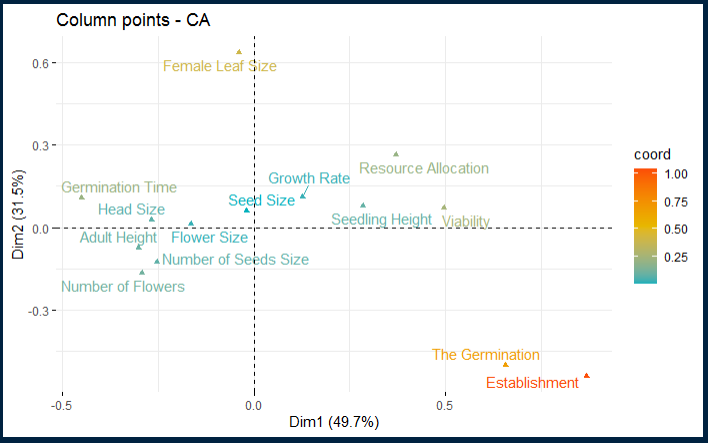 Column points - CA
0.6
Female Leaf Size
0.3
Resource Allocation
Growth Rate
Germination Time
Seed Size
Head Size
Seedling Height
Viability
0.0
Adult Height
Flower Size
Number of Seeds Size
Number of Flowers
-0.3
The Germination
Establishment
-0.5
0.0
0.5
Dim1 (49.7%)
Dim2 (31.5%)
coord
1.00
0.75
0.50
0.25